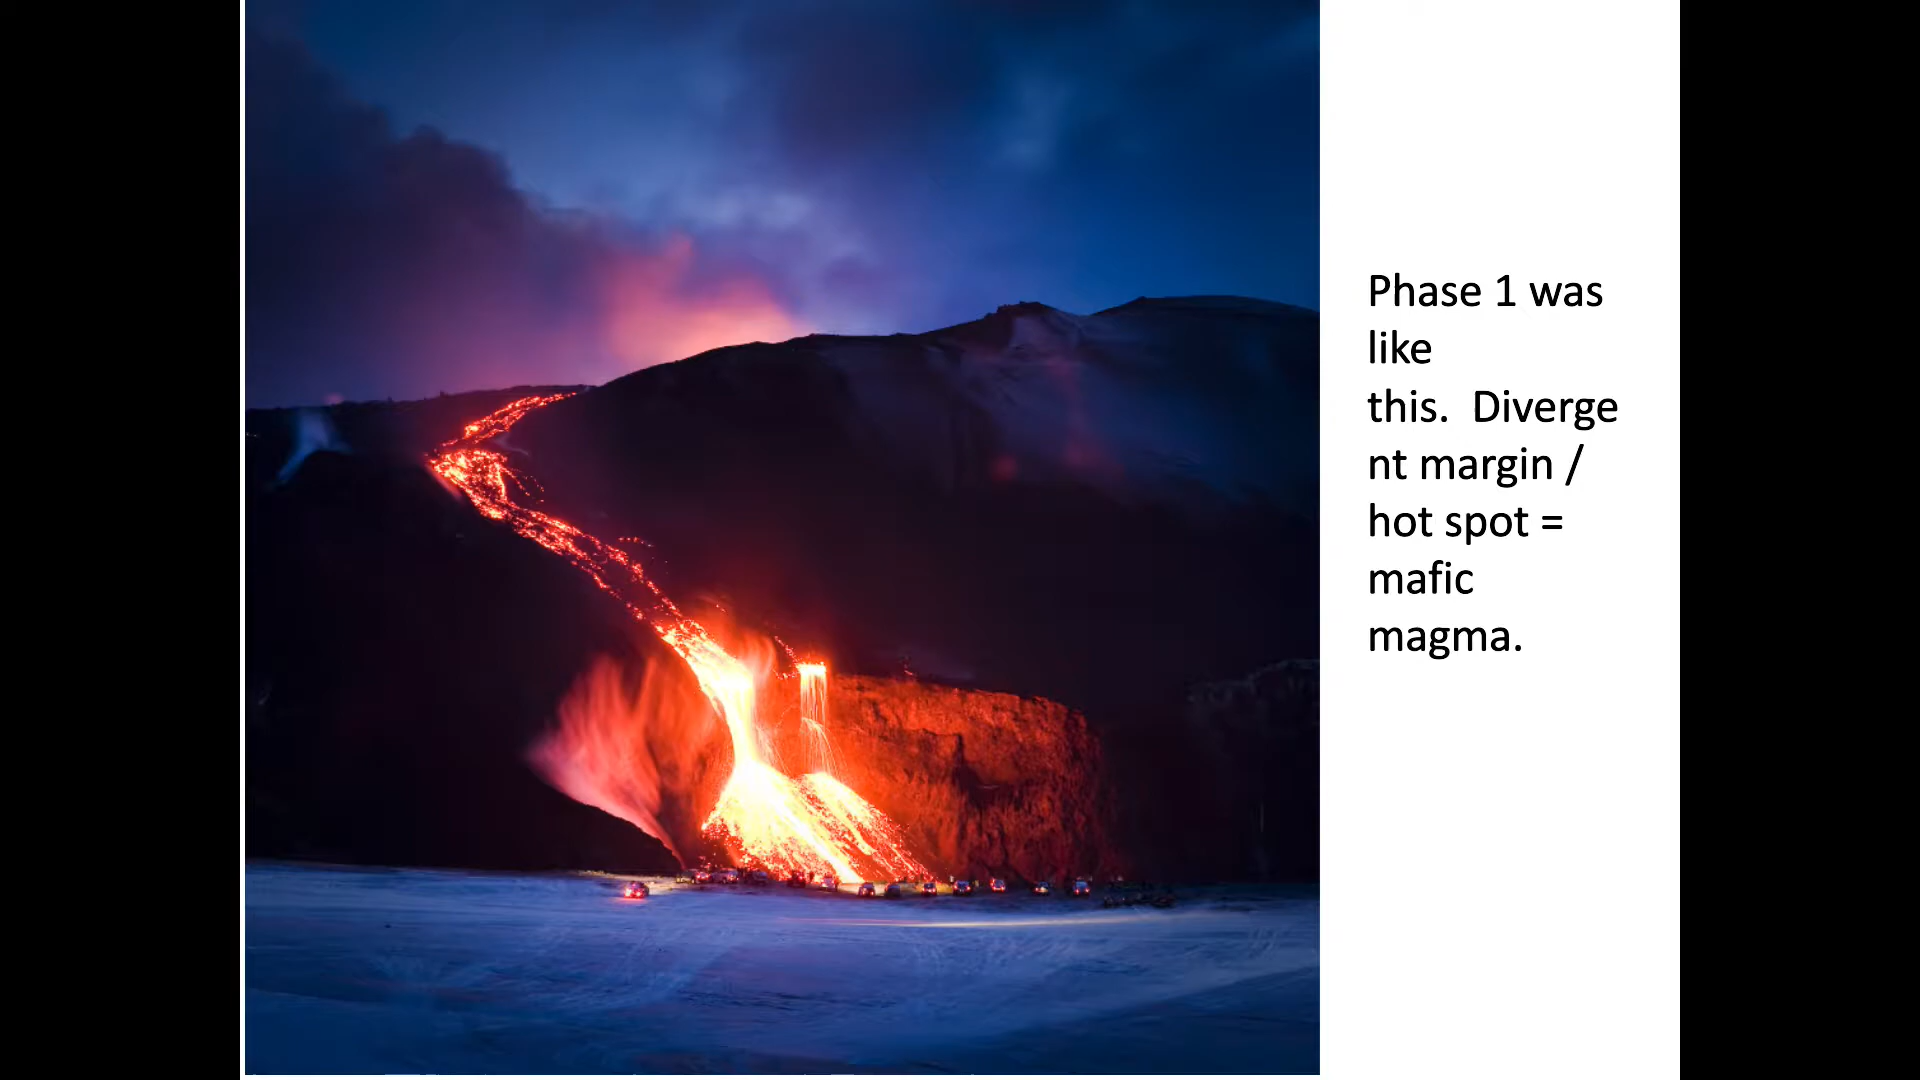 Phase 1 was
like
this.  Diverge
nt margin /
hot spot =
mafic
magma.